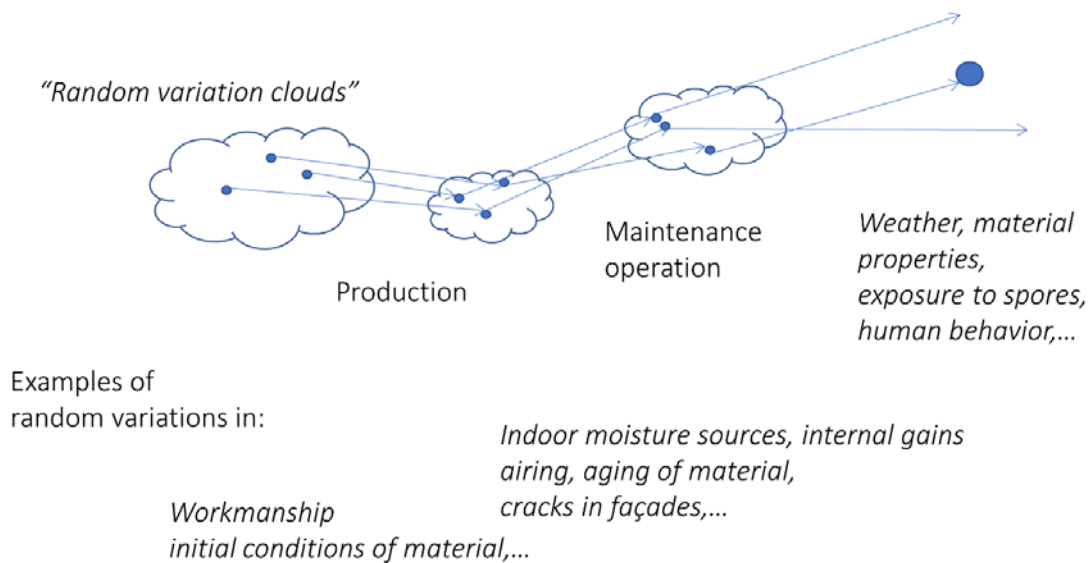 “Random variation clouds”
Production
Maintenance
operation
Weather, material
properties,
exposure to spores,
human behavior,...
Examples of
random variations in:
Indoor moisture sources, internal gains
airing, aging of material,
cracks in façades,...
Workmanship
initial conditions of material,...